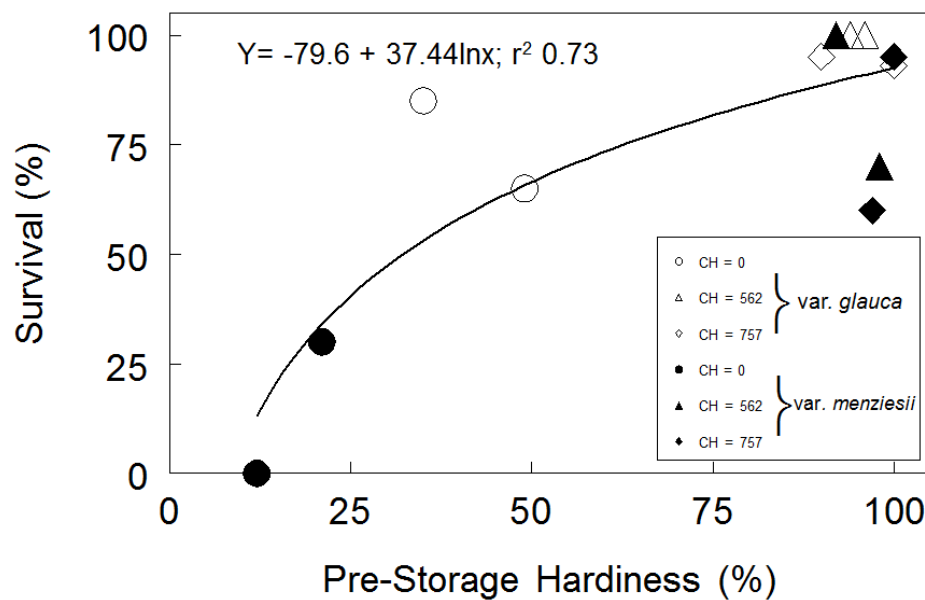 Y= -79.6 + 37.44lnx; r² 0.73
Survival (%)
100
75
50
25
0
CH = 0
CH = 562
CH = 757
var. glauca
CH = 0
CH = 562
CH = 757
var. menziesii
0 25 50 75 100
Pre-Storage Hardiness (%)